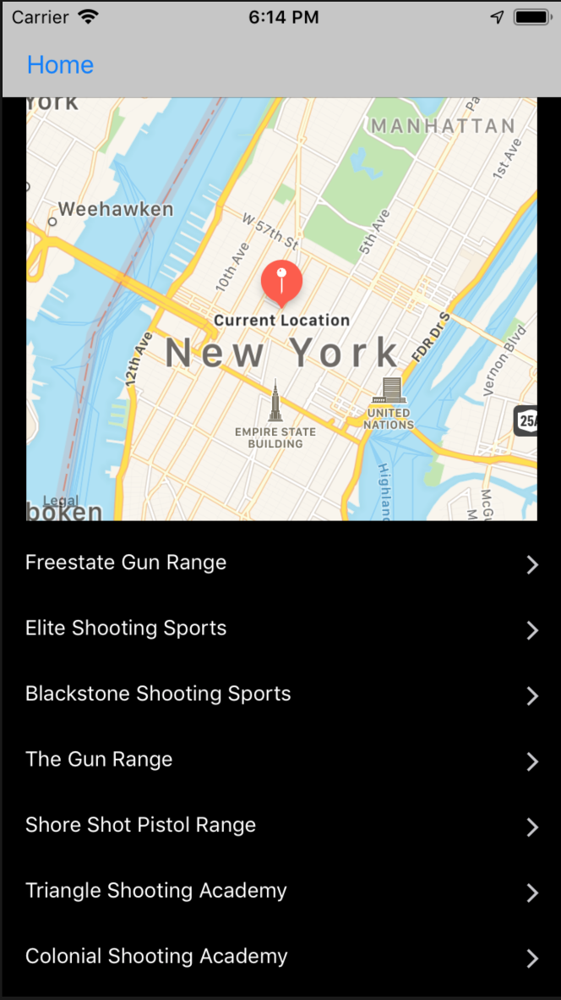 Carrier 6:14 PM
Home
York
MANHATTAN
Pa
1st Ave
Weehawken
W 57th St
5th Ave
10th Ave
Current Location
New York
FDR Dr S
12th Ave
Vernon Blvd
EMPIRE STATE
BUILDING
UNITED
NATIONS
25A
Highland
McGu
M
Legal
boken
Freestate Gun Range
Elite Shooting Sports
Blackstone Shooting Sports
The Gun Range
Shore Shot Pistol Range
Triangle Shooting Academy
Colonial Shooting Academy